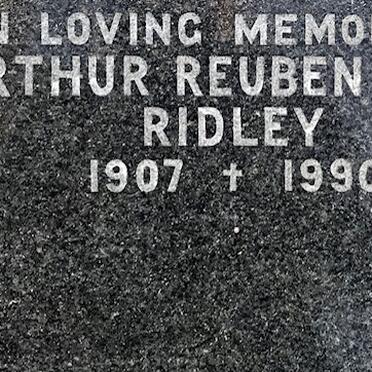 N LOVING MEMO
RTHUR REUBEN
RIDLEY
1907 † 1990